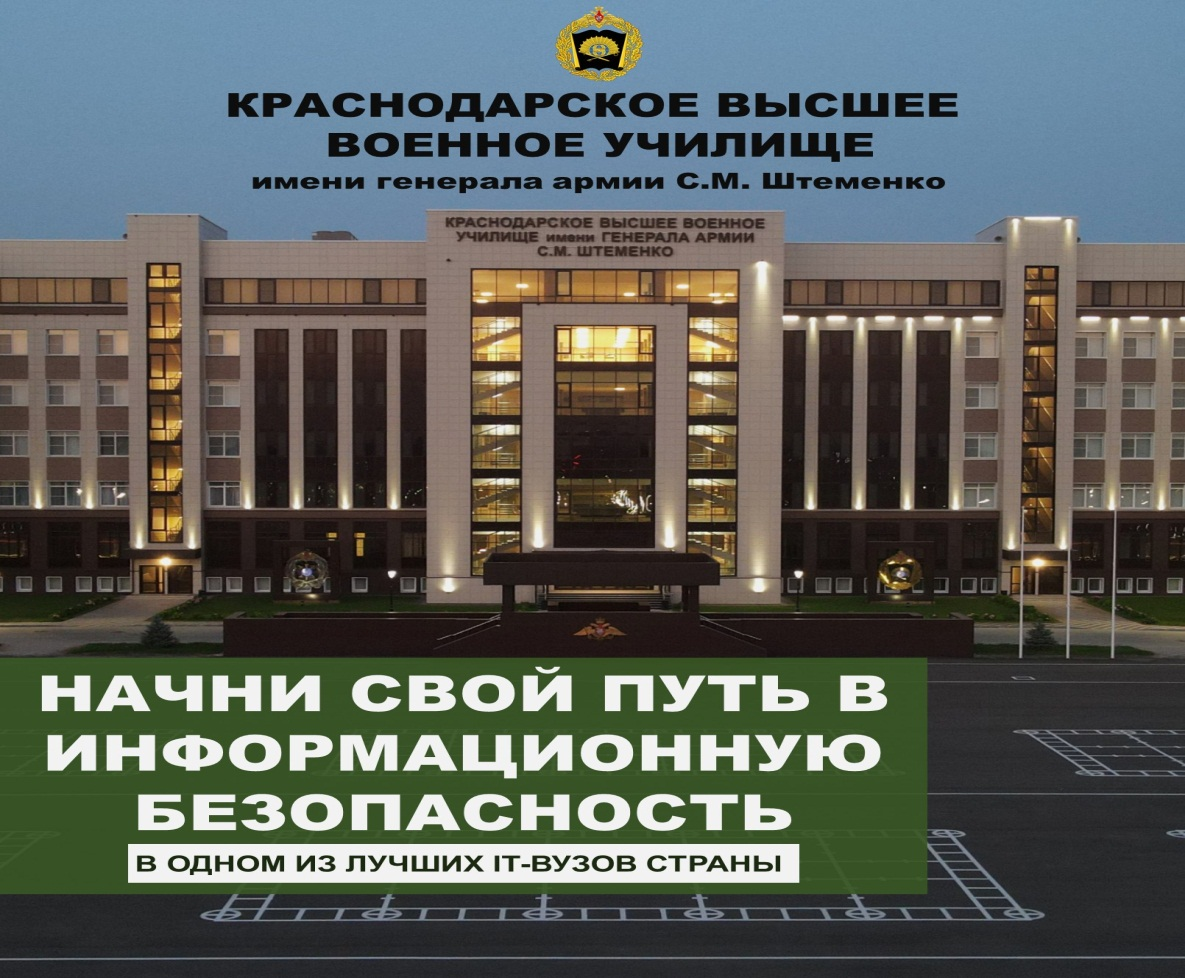 КРАСНОДАРСКОЕ ВЫСШЕЕ
ВОЕННОЕ УЧИЛИЩЕ
имени генерала армии С.М. Штеменко
КРАСНОДАРСКОЕ ВЫСШЕЕ ВОЕННОЕ
УЧИЛИЩЕ имени ГЕНЕРАЛА АРМИИ
С.М. ШТЕМЕНКО
НАЧНИ СВОЙ ПУТЬ В
ИНФОРМАЦИОННУЮ
БЕЗОПАСНОСТЬ
В ОДНОМ ИЗ ЛУЧШИХ IT-ВУЗОВ СТРАНЫ